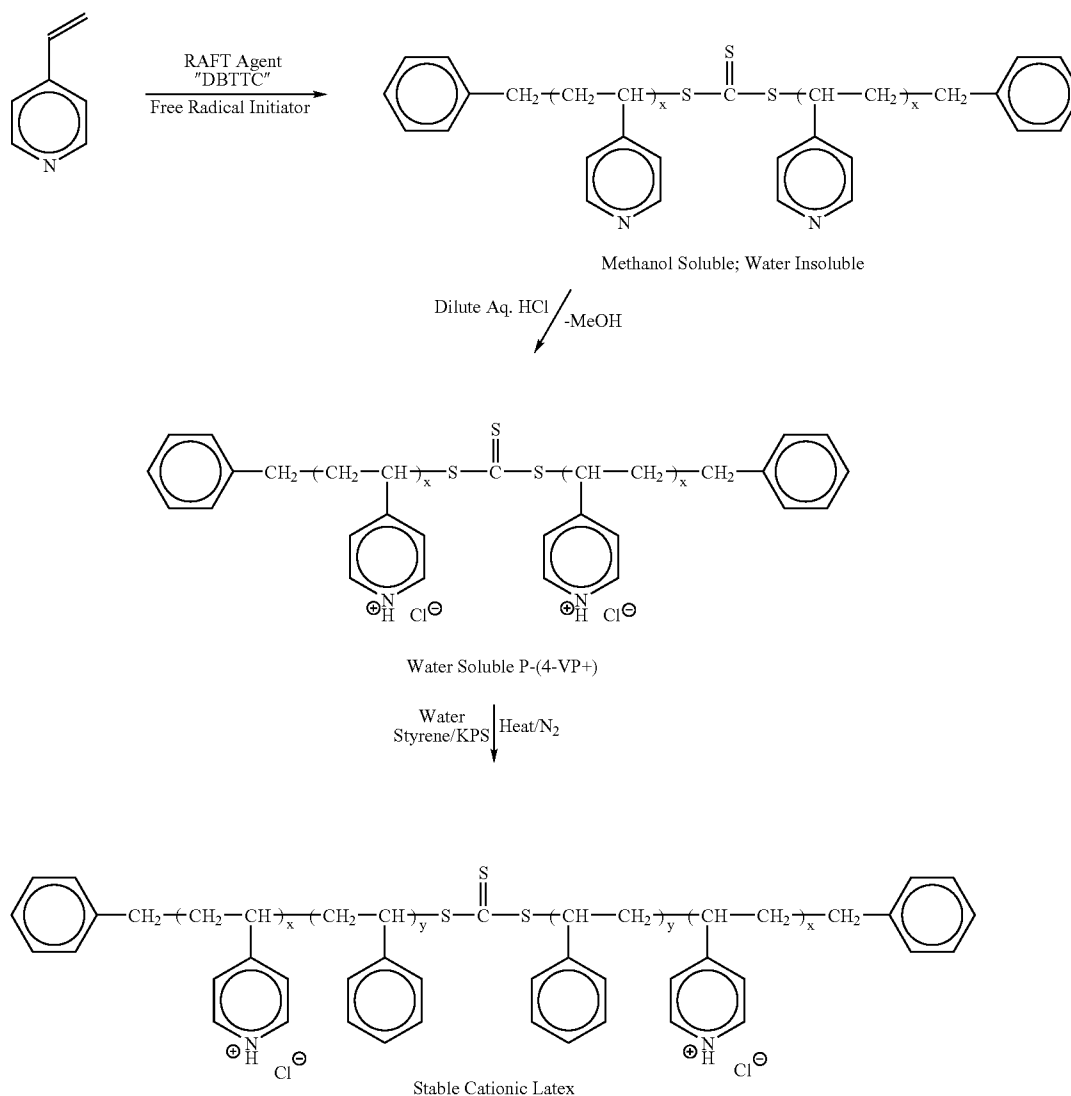 RAFT Agent
"DBTTC"
Free Radical Initiator
N
S
CH2 (CH2 CH)x S C S (CH CH2)x CH2
N N
Methanol Soluble; Water Insoluble
Dilute Aq. HCl
-MeOH
S
CH2 (CH2 CH)x S C S (CH CH2)x CH2
N N
⊕ H Cl⊖ ⊕ H Cl⊖
Water Soluble P-(4-VP+)
Water
Styrene/KPS
Heat/N2
S
CH2 (CH2 CH)x (CH2 CH)y S C S (CH CH2)y (CH CH2)x CH2
N N
⊕ H ⊕ H
Cl⊖ Cl⊖
Stable Cationic Latex